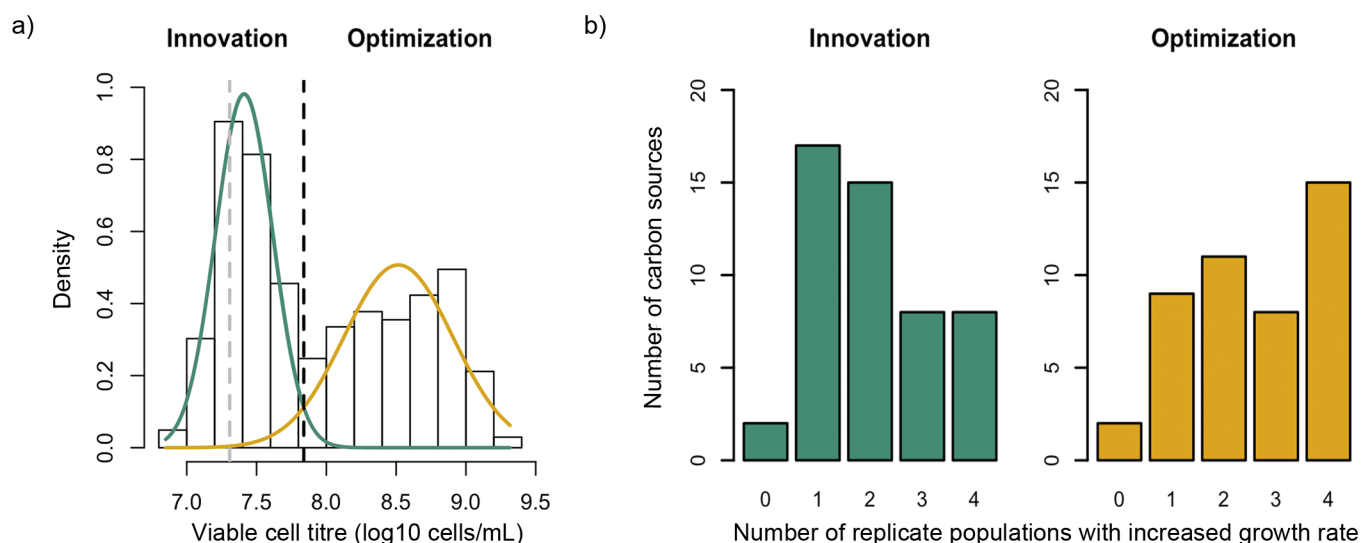 a)
Innovation
Optimization
Density
0.0
0.2
0.4
0.6
0.8
1.0
7.0 7.5 8.0 8.5 9.0 9.5
Viable cell titre (log10 cells/mL)
b)
Innovation
Optimization
Number of carbon sources
0
5
10
15
20
0
5
10
15
20
0 1 2 3 4
0 1 2 3 4
Number of replicate populations with increased growth rate